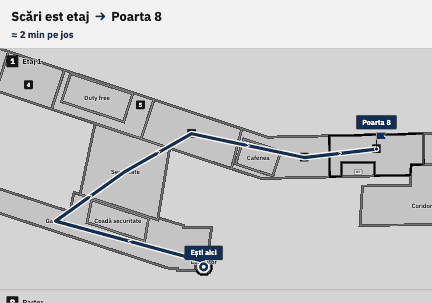 Scări est etaj → Poarta 8
≈ 2 min pe jos
1 Etaj 1
4
Duty free
5
Poarta 8
Cafenea
Coadă securitate
Ești aici
Coridor
P Parter